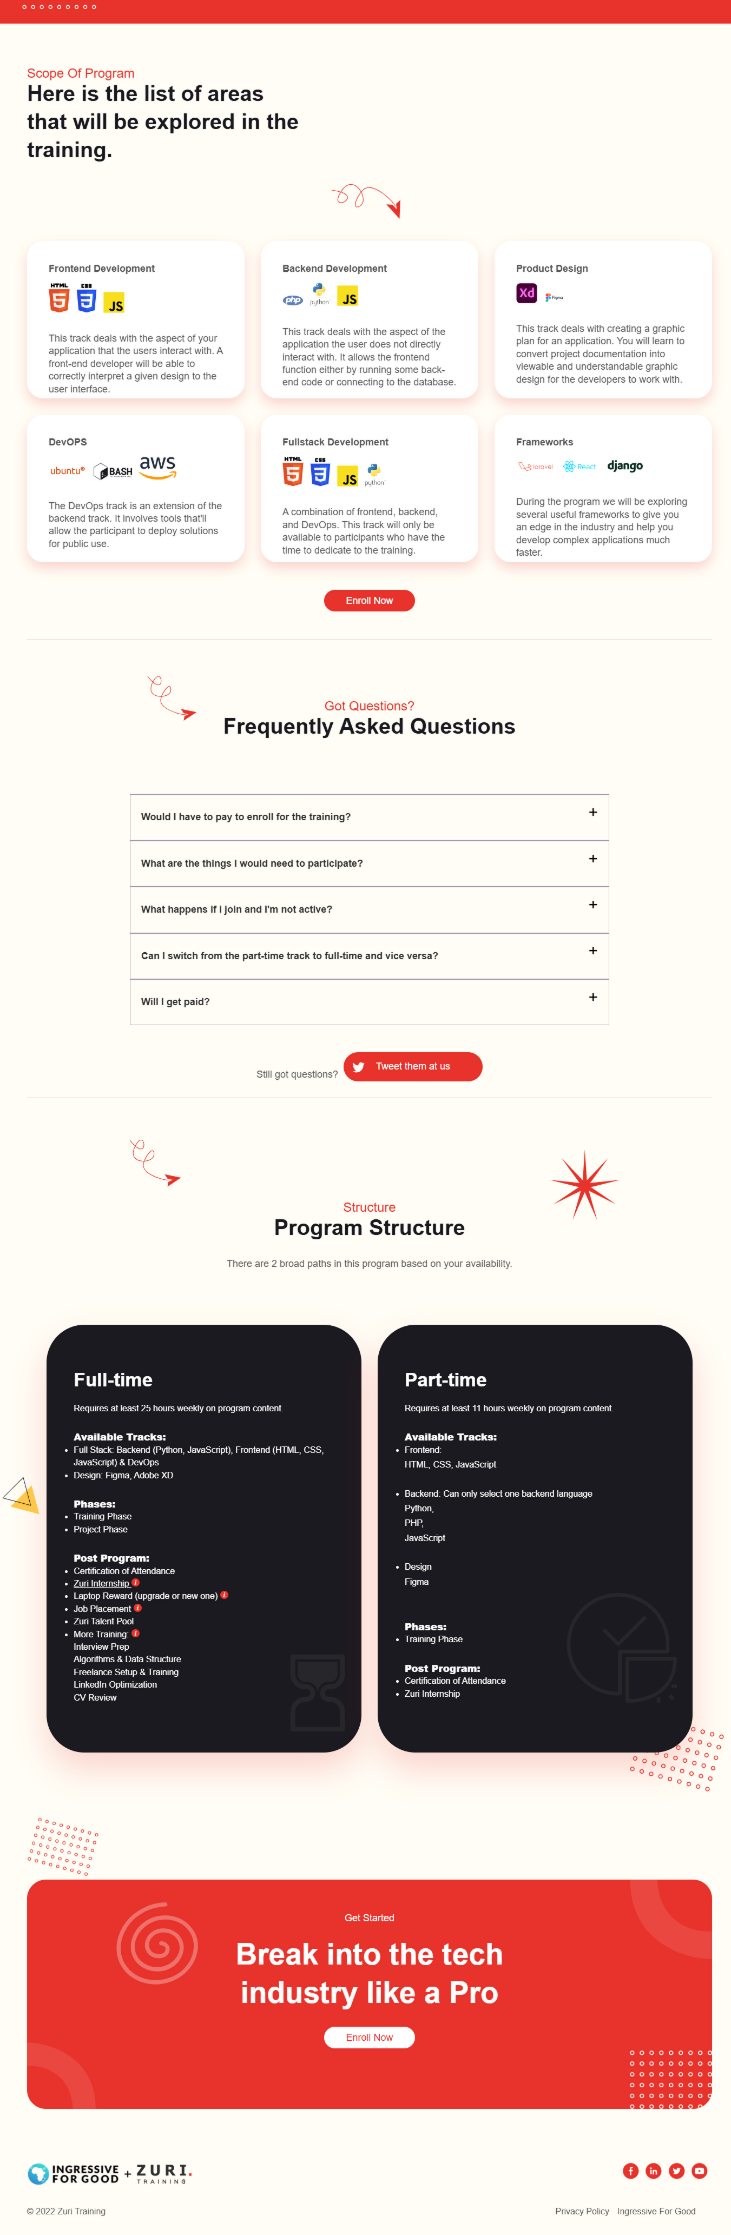 Scope Of Program
Here is the list of areas
that will be explored in the
training.
Frontend Development
HTML
5
CSS
3
JS
This track deals with the aspect of your
application that the users interact with. A
front-end developer will be able to
correctly interpret a given design to the
user interface.
Backend Development
php
python
JS
This track deals with the aspect of the
application the user does not directly
interact with. It allows the frontend
function either by running some back-
end code or connecting to the database.
Product Design
Xd
Figma
This track deals with creating a graphic
plan for an application. You will learn to
convert project documentation into
viewable and understandable graphic
design for the developers to work with.
DevOPS
ubuntu®
BASH
aws
The DevOps track is an extension of the
backend track. It involves tools that'll
allow the participant to deploy solutions
for public use.
Fullstack Development
HTML
5
CSS
3
JS
python
A combination of frontend, backend,
and DevOps. This track will only be
available to participants who have the
time to dedicate to the training.
Frameworks
laravel
React
django
During the program we will be exploring
several useful frameworks to give you
an edge in the industry and help you
develop complex applications much
faster.
Enroll Now
Got Questions?
Frequently Asked Questions
Would I have to pay to enroll for the training? +
What are the things I would need to participate? +
What happens if I join and I'm not active? +
Can I switch from the part-time track to full-time and vice versa? +
Will I get paid? +
Still got questions? Tweet them at us
Structure
Program Structure
There are 2 broad paths in this program based on your availability.
Full-time
Requires at least 25 hours weekly on program content
Available Tracks:
• Full Stack: Backend (Python, JavaScript), Frontend (HTML, CSS,
JavaScript) & DevOps
• Design: Figma, Adobe XD
Phases:
• Training Phase
• Project Phase
Post Program:
• Certification of Attendance
• Zuri Internship i
• Laptop Reward (upgrade or new one) i
• Job Placement i
• Zuri Talent Pool
• More Training: i
Interview Prep
Algorithms & Data Structure
Freelance Setup & Training
LinkedIn Optimization
CV Review
Part-time
Requires at least 11 hours weekly on program content
Available Tracks:
• Frontend:
HTML, CSS, JavaScript
• Backend: Can only select one backend language
Python,
PHP,
JavaScript
• Design
Figma
Phases:
• Training Phase
Post Program:
• Certification of Attendance
• Zuri Internship
Get Started
Break into the tech
industry like a Pro
Enroll Now
INGRESSIVE
FOR GOOD
+
ZURI.
TRAINING
© 2022 Zuri Training
Privacy Policy Ingressive For Good